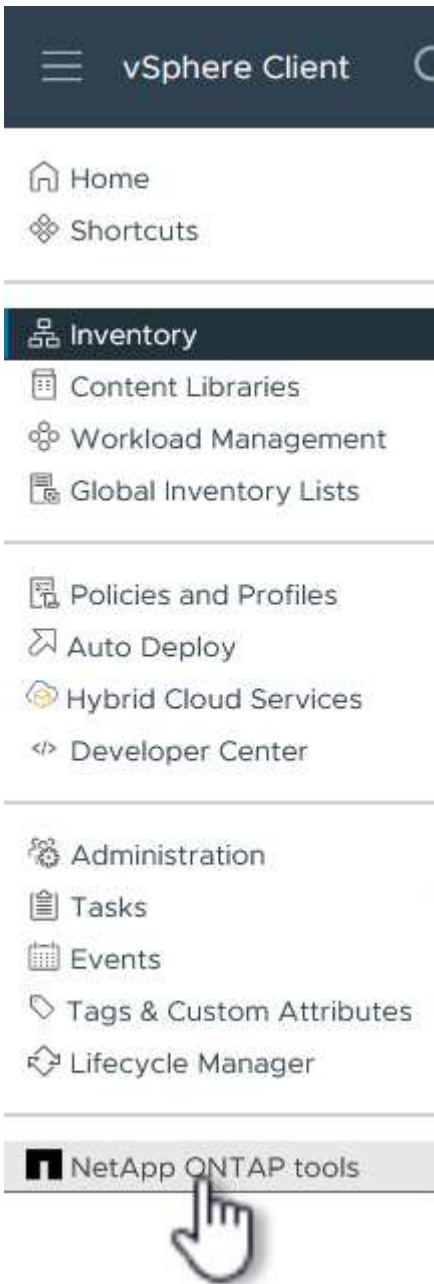 vSphere Client
Home
Shortcuts
Inventory
Content Libraries
Workload Management
Global Inventory Lists
Policies and Profiles
Auto Deploy
Hybrid Cloud Services
Developer Center
Administration
Tasks
Events
Tags & Custom Attributes
Lifecycle Manager
NetApp ONTAP tools